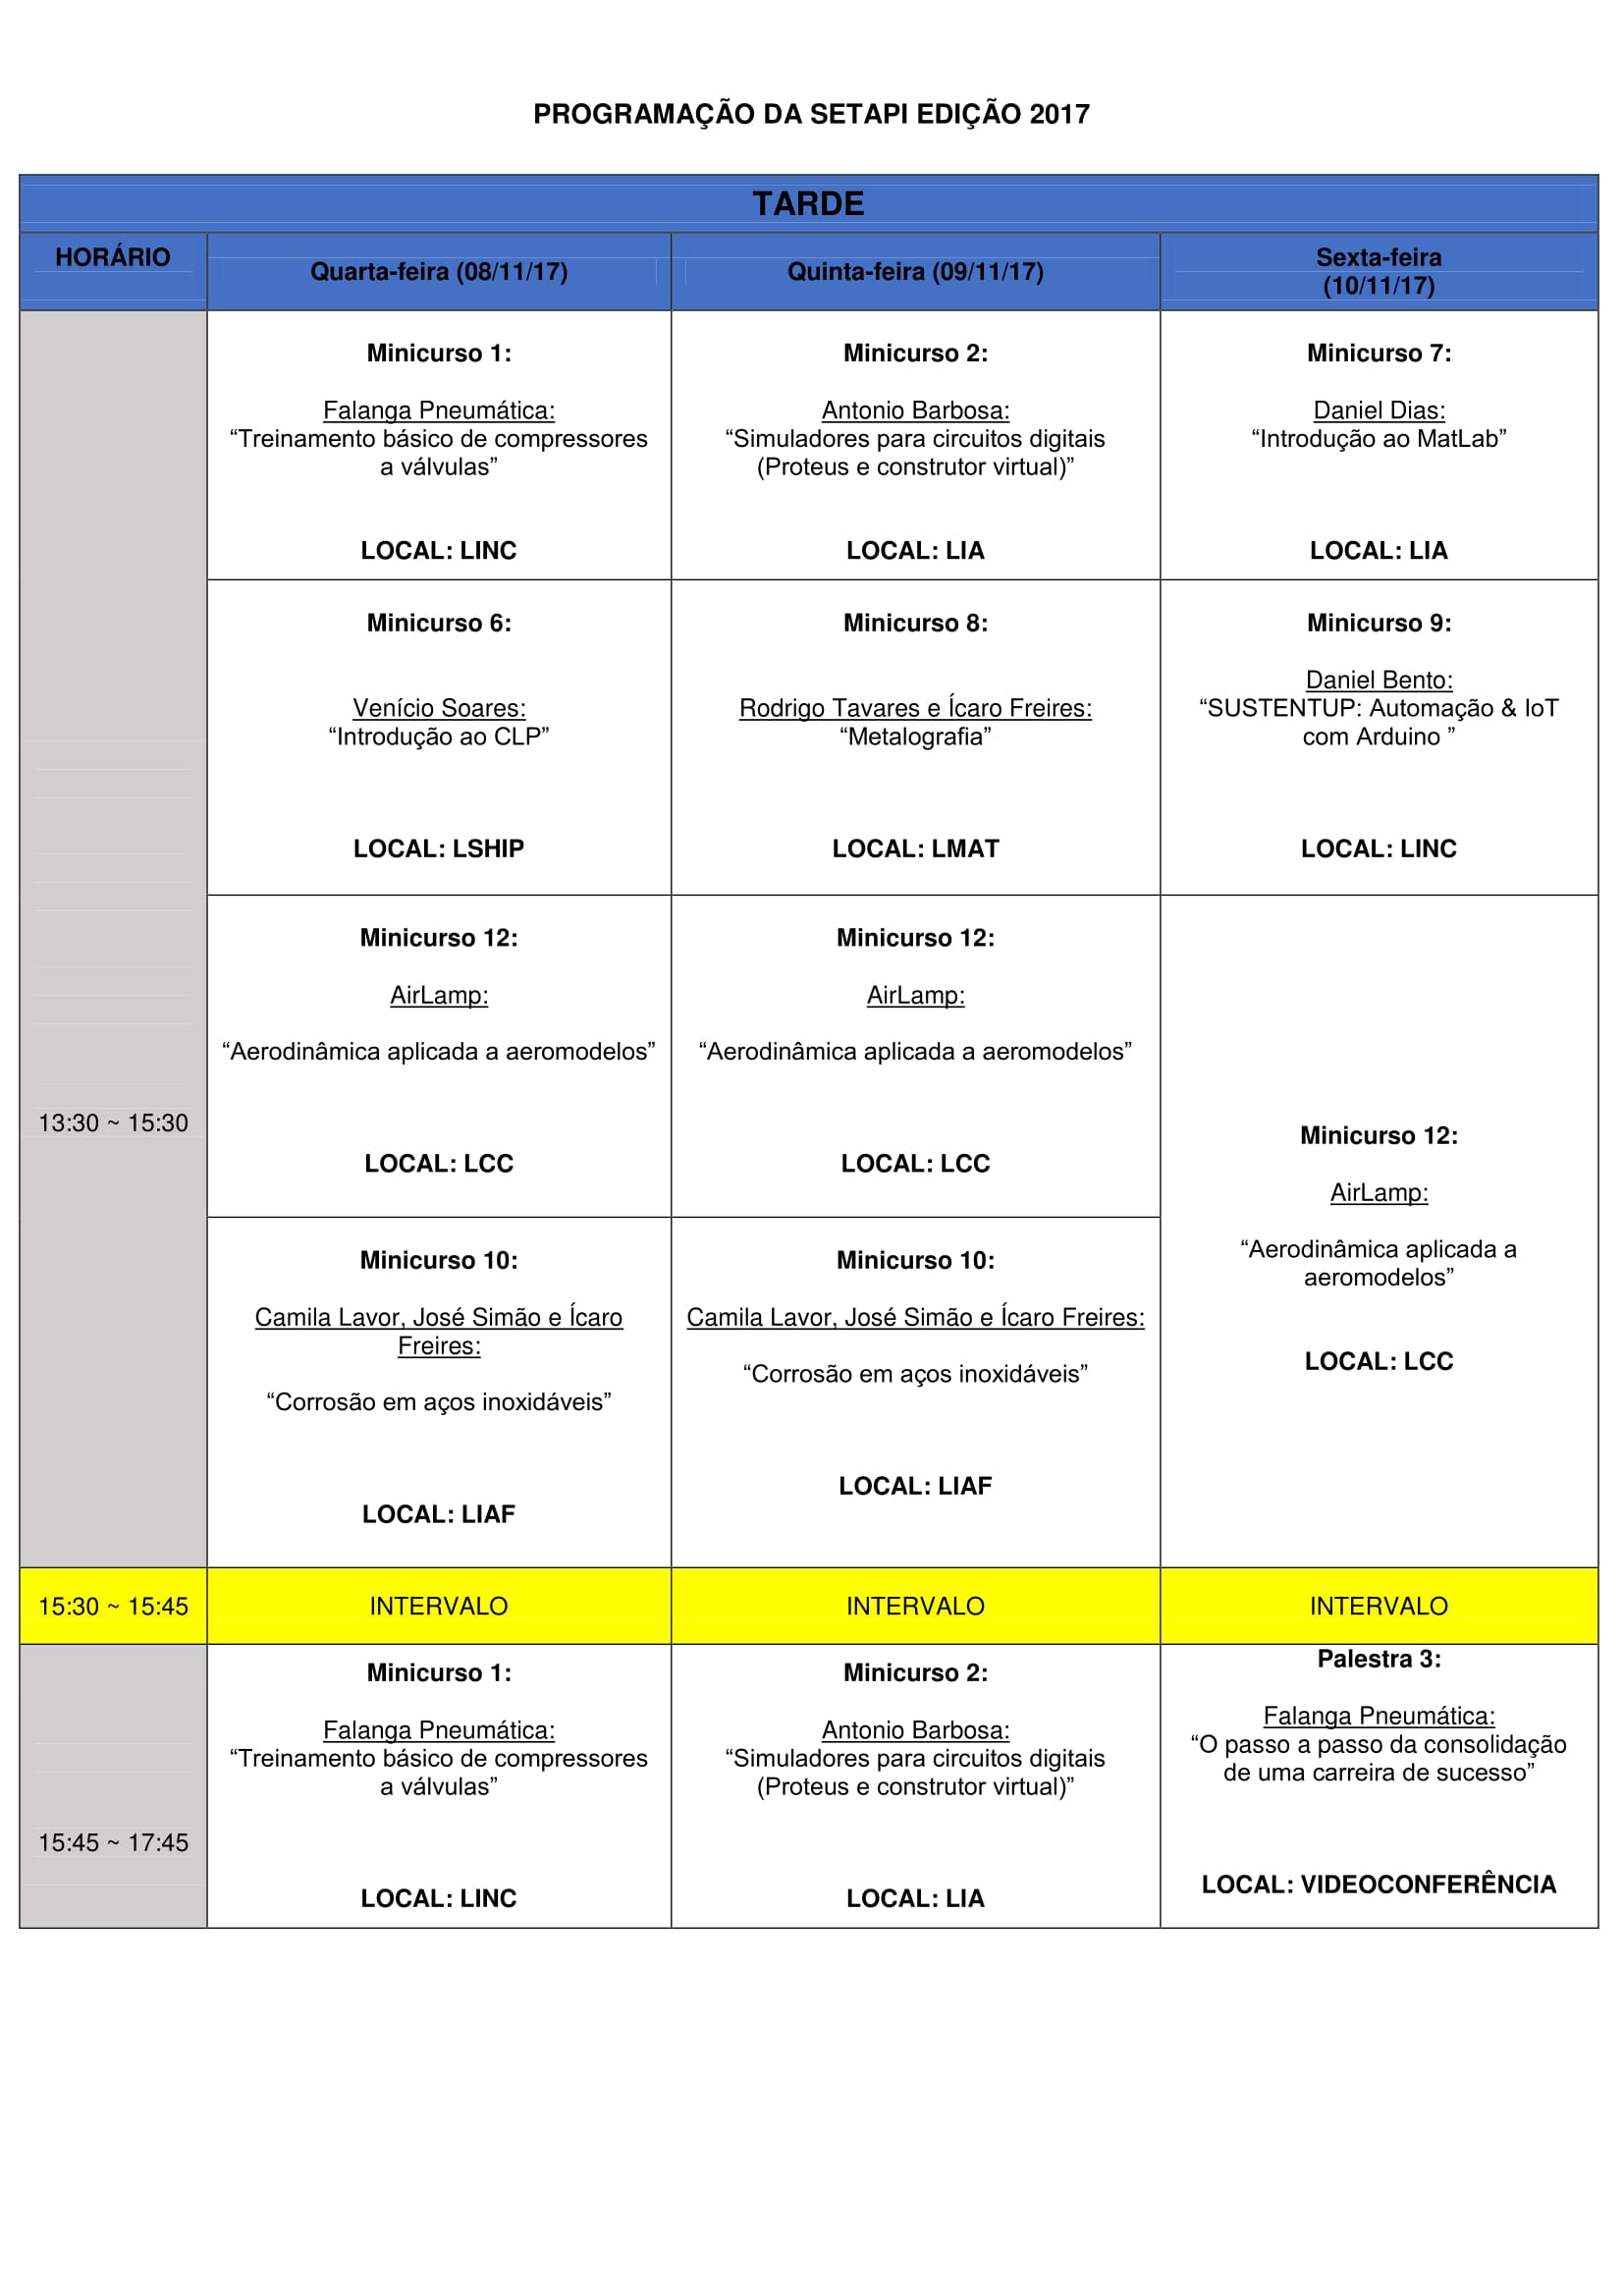 PROGRAMAÇÃO DA SETAPI EDIÇÃO 2017
TARDE
HORÁRIO
Quarta-feira (08/11/17)
Quinta-feira (09/11/17)
Sexta-feira
(10/11/17)
13:30 ~ 15:30
Minicurso 1:
Falanga Pneumática:
“Treinamento básico de compressores
a válvulas”
LOCAL: LINC
Minicurso 2:
Antonio Barbosa:
“Simuladores para circuitos digitais
(Proteus e construtor virtual)”
LOCAL: LIA
Minicurso 7:
Daniel Dias:
“Introdução ao MatLab”
LOCAL: LIA
Minicurso 6:
Venício Soares:
“Introdução ao CLP”
LOCAL: LSHIP
Minicurso 8:
Rodrigo Tavares e Ícaro Freires:
“Metalografia”
LOCAL: LMAT
Minicurso 9:
Daniel Bento:
“SUSTENTUP: Automação & IoT
com Arduino ”
LOCAL: LINC
Minicurso 12:
AirLamp:
“Aerodinâmica aplicada a aeromodelos”
LOCAL: LCC
Minicurso 12:
AirLamp:
“Aerodinâmica aplicada a aeromodelos”
LOCAL: LCC
Minicurso 12:
AirLamp:
“Aerodinâmica aplicada a
aeromodelos”
LOCAL: LCC
Minicurso 10:
Camila Lavor, José Simão e Ícaro
Freires:
“Corrosão em aços inoxidáveis”
LOCAL: LIAF
Minicurso 10:
Camila Lavor, José Simão e Ícaro Freires:
“Corrosão em aços inoxidáveis”
LOCAL: LIAF
15:30 ~ 15:45
INTERVALO
INTERVALO
INTERVALO
15:45 ~ 17:45
Minicurso 1:
Falanga Pneumática:
“Treinamento básico de compressores
a válvulas”
LOCAL: LINC
Minicurso 2:
Antonio Barbosa:
“Simuladores para circuitos digitais
(Proteus e construtor virtual)”
LOCAL: LIA
Palestra 3:
Falanga Pneumática:
“O passo a passo da consolidação
de uma carreira de sucesso”
LOCAL: VIDEOCONFERÊNCIA